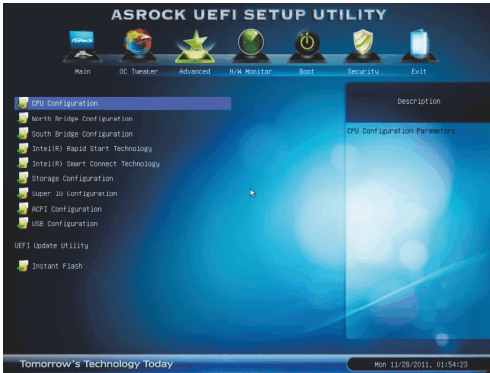 ASROCK UEFI SETUP UTILITY
ASRock
Main OC Tweaker Advanced H/W Monitor Boot Security Exit
CPU Configuration
North Bridge Configuration
South Bridge Configuration
Intel(R) Rapid Start Technology
Intel(R) Smart Connect Technology
Storage Configuration
Super IO Configuration
ACPI Configuration
USB Configuration
UEFI Update Utility
Instant Flash
Description
CPU Configuration Parameters
Tomorrow's Technology Today
Mon 11/28/2011, 01:54:23